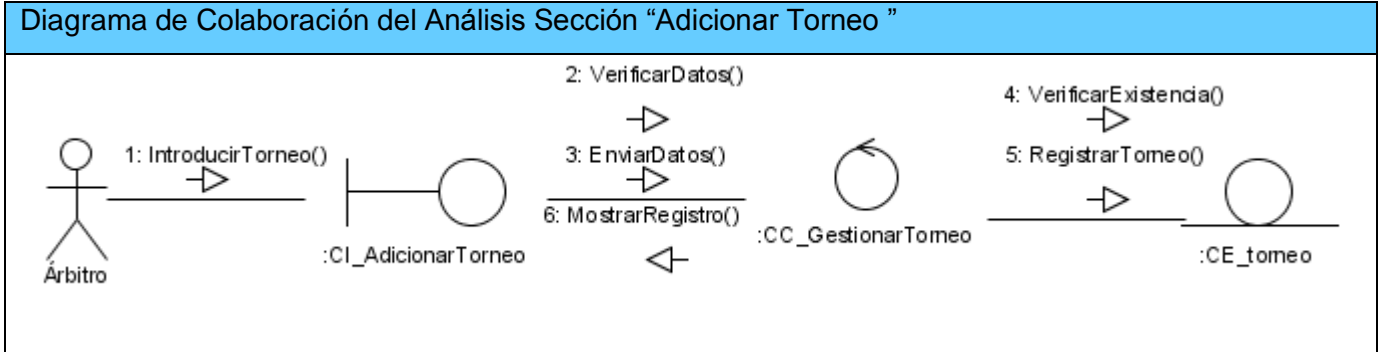 Diagrama de Colaboración del Análisis Sección “Adicionar Torneo ”
2: VerificarDatos()
4: VerificarExistencia()
1: IntroducirTorneo()
3: EnviarDatos()
5: RegistrarTorneo()
6: MostrarRegistro()
:CC_GestionarTorneo
:CI_AdicionarTorneo
:CE_torneo
Árbitro